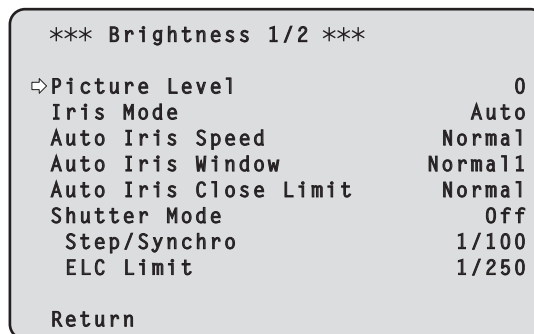 *** Brightness 1/2 ***
⇨Picture Level 0
Iris Mode Auto
Auto Iris Speed Normal
Auto Iris Window Normal1
Auto Iris Close Limit Normal
Shutter Mode Off
Step/Synchro 1/100
ELC Limit 1/250
Return